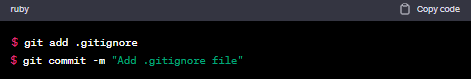 ruby Copy code
$ git add .gitignore
$ git commit -m "Add .gitignore file"